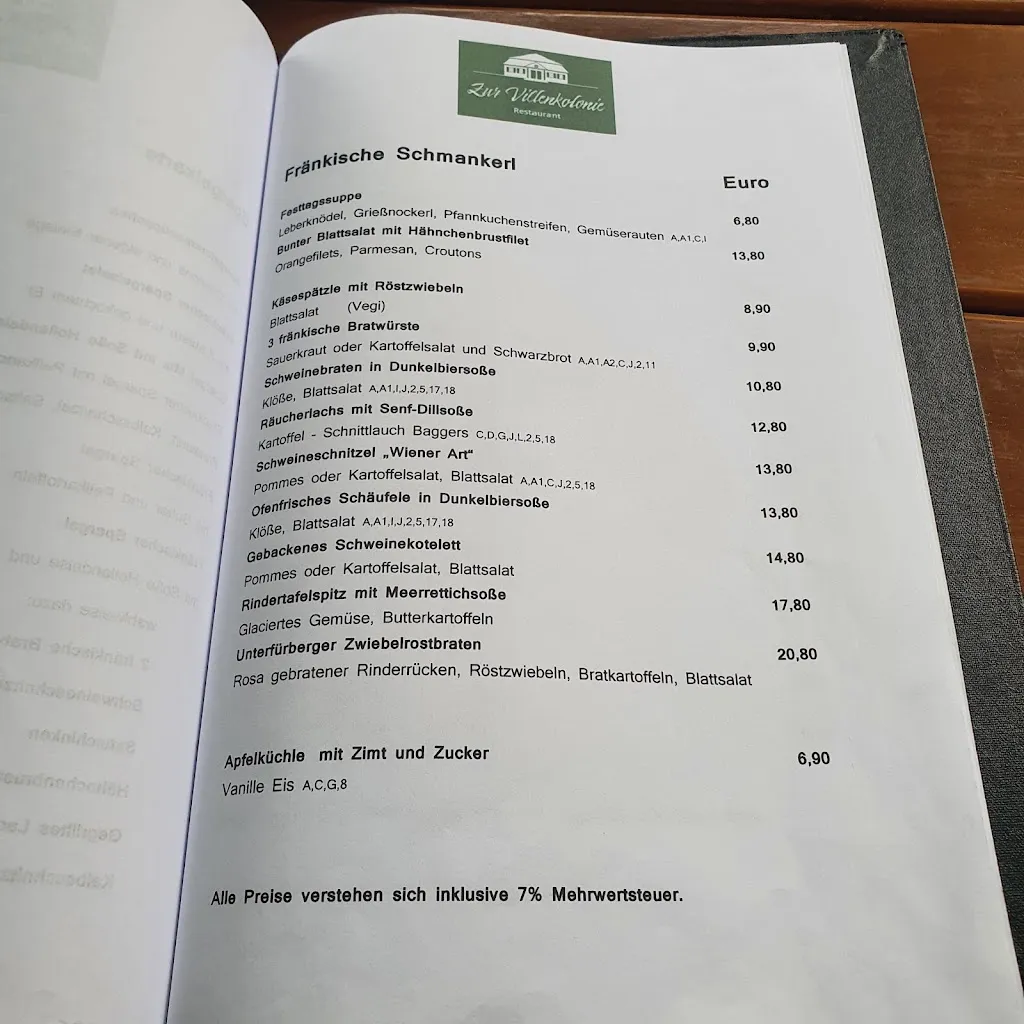 Zur Villenkolonie
Restaurant
Fränkische Schmankerl
Euro
Festtagssuppe
6,80
Leberknödel, Grießnockerl, Pfannkuchenstreifen, Gemüserauten A,A1,C,I
Bunter Blattsalat mit Hähnchenbrustfilet
13,80
Orangefilets, Parmesan, Croutons
Käsespätzle mit Röstzwiebeln
8,90
Blattsalat (Vegi)
3 fränkische Bratwürste
9,90
Sauerkraut oder Kartoffelsalat und Schwarzbrot A,A1,A2,C,J,2,11
Schweinebraten in Dunkelbiersoße
10,80
Klöße, Blattsalat A,A1,I,J,2,5,17,18
Räucherlachs mit Senf-Dillsoße
12,80
Kartoffel - Schnittlauch Baggers C,D,G,J,L,2,5,18
Schweineschnitzel „Wiener Art“
13,80
Pommes oder Kartoffelsalat, Blattsalat A,A1,C,J,2,5,18
Ofenfrisches Schäufele in Dunkelbiersoße
13,80
Klöße, Blattsalat A,A1,I,J,2,5,17,18
Gebackenes Schweinekotelett
14,80
Pommes oder Kartoffelsalat, Blattsalat
Rindertafelspitz mit Meerrettichsoße
17,80
Glaciertes Gemüse, Butterkartoffeln
Unterfürberger Zwiebelrostbraten
20,80
Rosa gebratener Rinderrücken, Röstzwiebeln, Bratkartoffeln, Blattsalat
Apfelküchle mit Zimt und Zucker
6,90
Vanille Eis A,C,G,8
Alle Preise verstehen sich inklusive 7% Mehrwertsteuer.